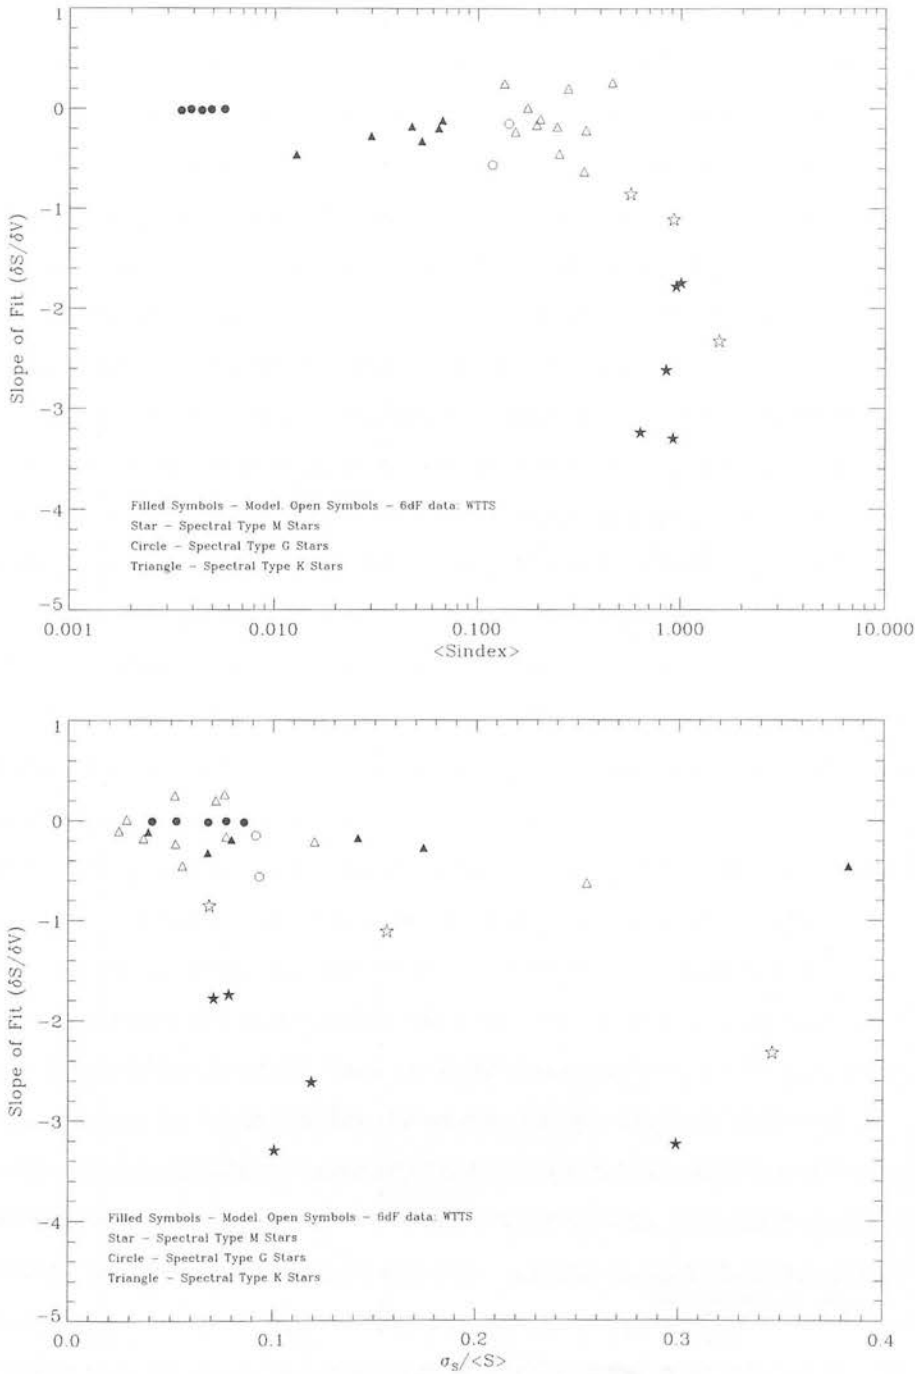 1
0
−1
−2
−3
−4
−5
Slope of Fit (δS/δV)
Filled Symbols − Model. Open Symbols − 6dF data: WTTS
Star − Spectral Type M Stars
Circle − Spectral Type G Stars
Triangle − Spectral Type K Stars
0.001 0.010 0.100 1.000 10.000
<Sindex>
1
0
−1
−2
−3
−4
−5
Slope of Fit (δS/δV)
Filled Symbols − Model. Open Symbols − 6dF data: WTTS
Star − Spectral Type M Stars
Circle − Spectral Type G Stars
Triangle − Spectral Type K Stars
0.0 0.1 0.2 0.3 0.4
σs/<S>